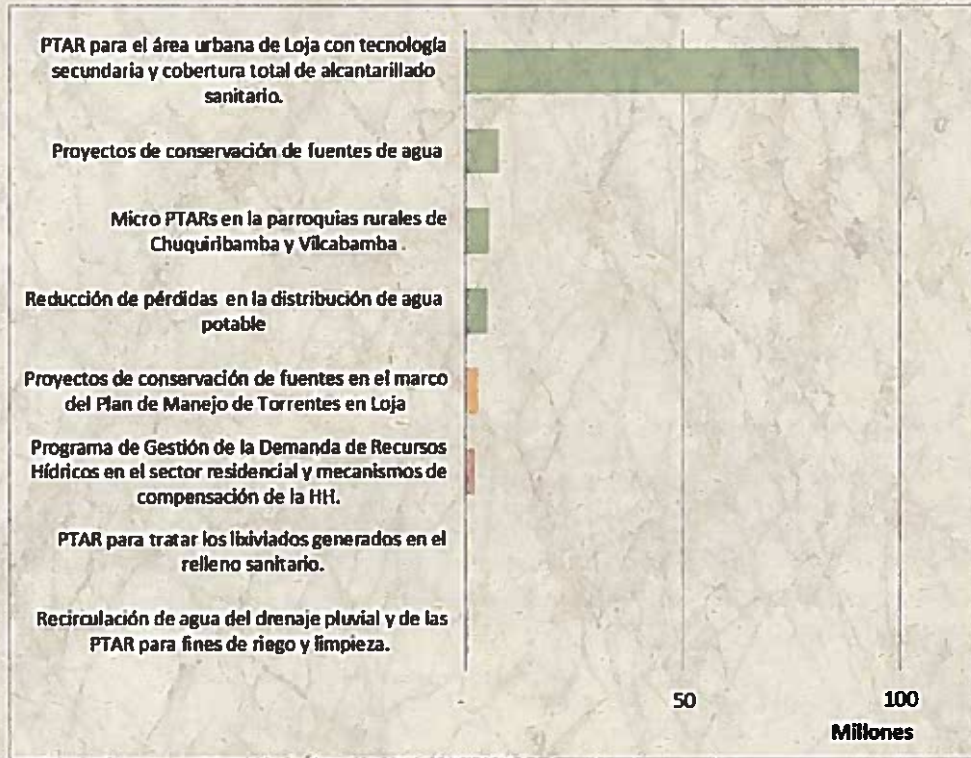 PTAR para el área urbana de Loja con tecnología
secundaria y cobertura total de alcantarillado
sanitario.
Proyectos de conservación de fuentes de agua
Micro PTARs en la parroquias rurales de
Chuquiribamba y Vilcabamba .
Reducción de pérdidas en la distribución de agua
potable
Proyectos de conservación de fuentes en el marco
del Plan de Manejo de Torrentes en Loja
Programa de Gestión de la Demanda de Recursos
Hídricos en el sector residencial y mecanismos de
compensación de la HH.
PTAR para tratar los lixiviados generados en el
relleno sanitario.
Recirculación de agua del drenaje pluvial y de las
PTAR para fines de riego y limpieza.
- 50 100
Millones